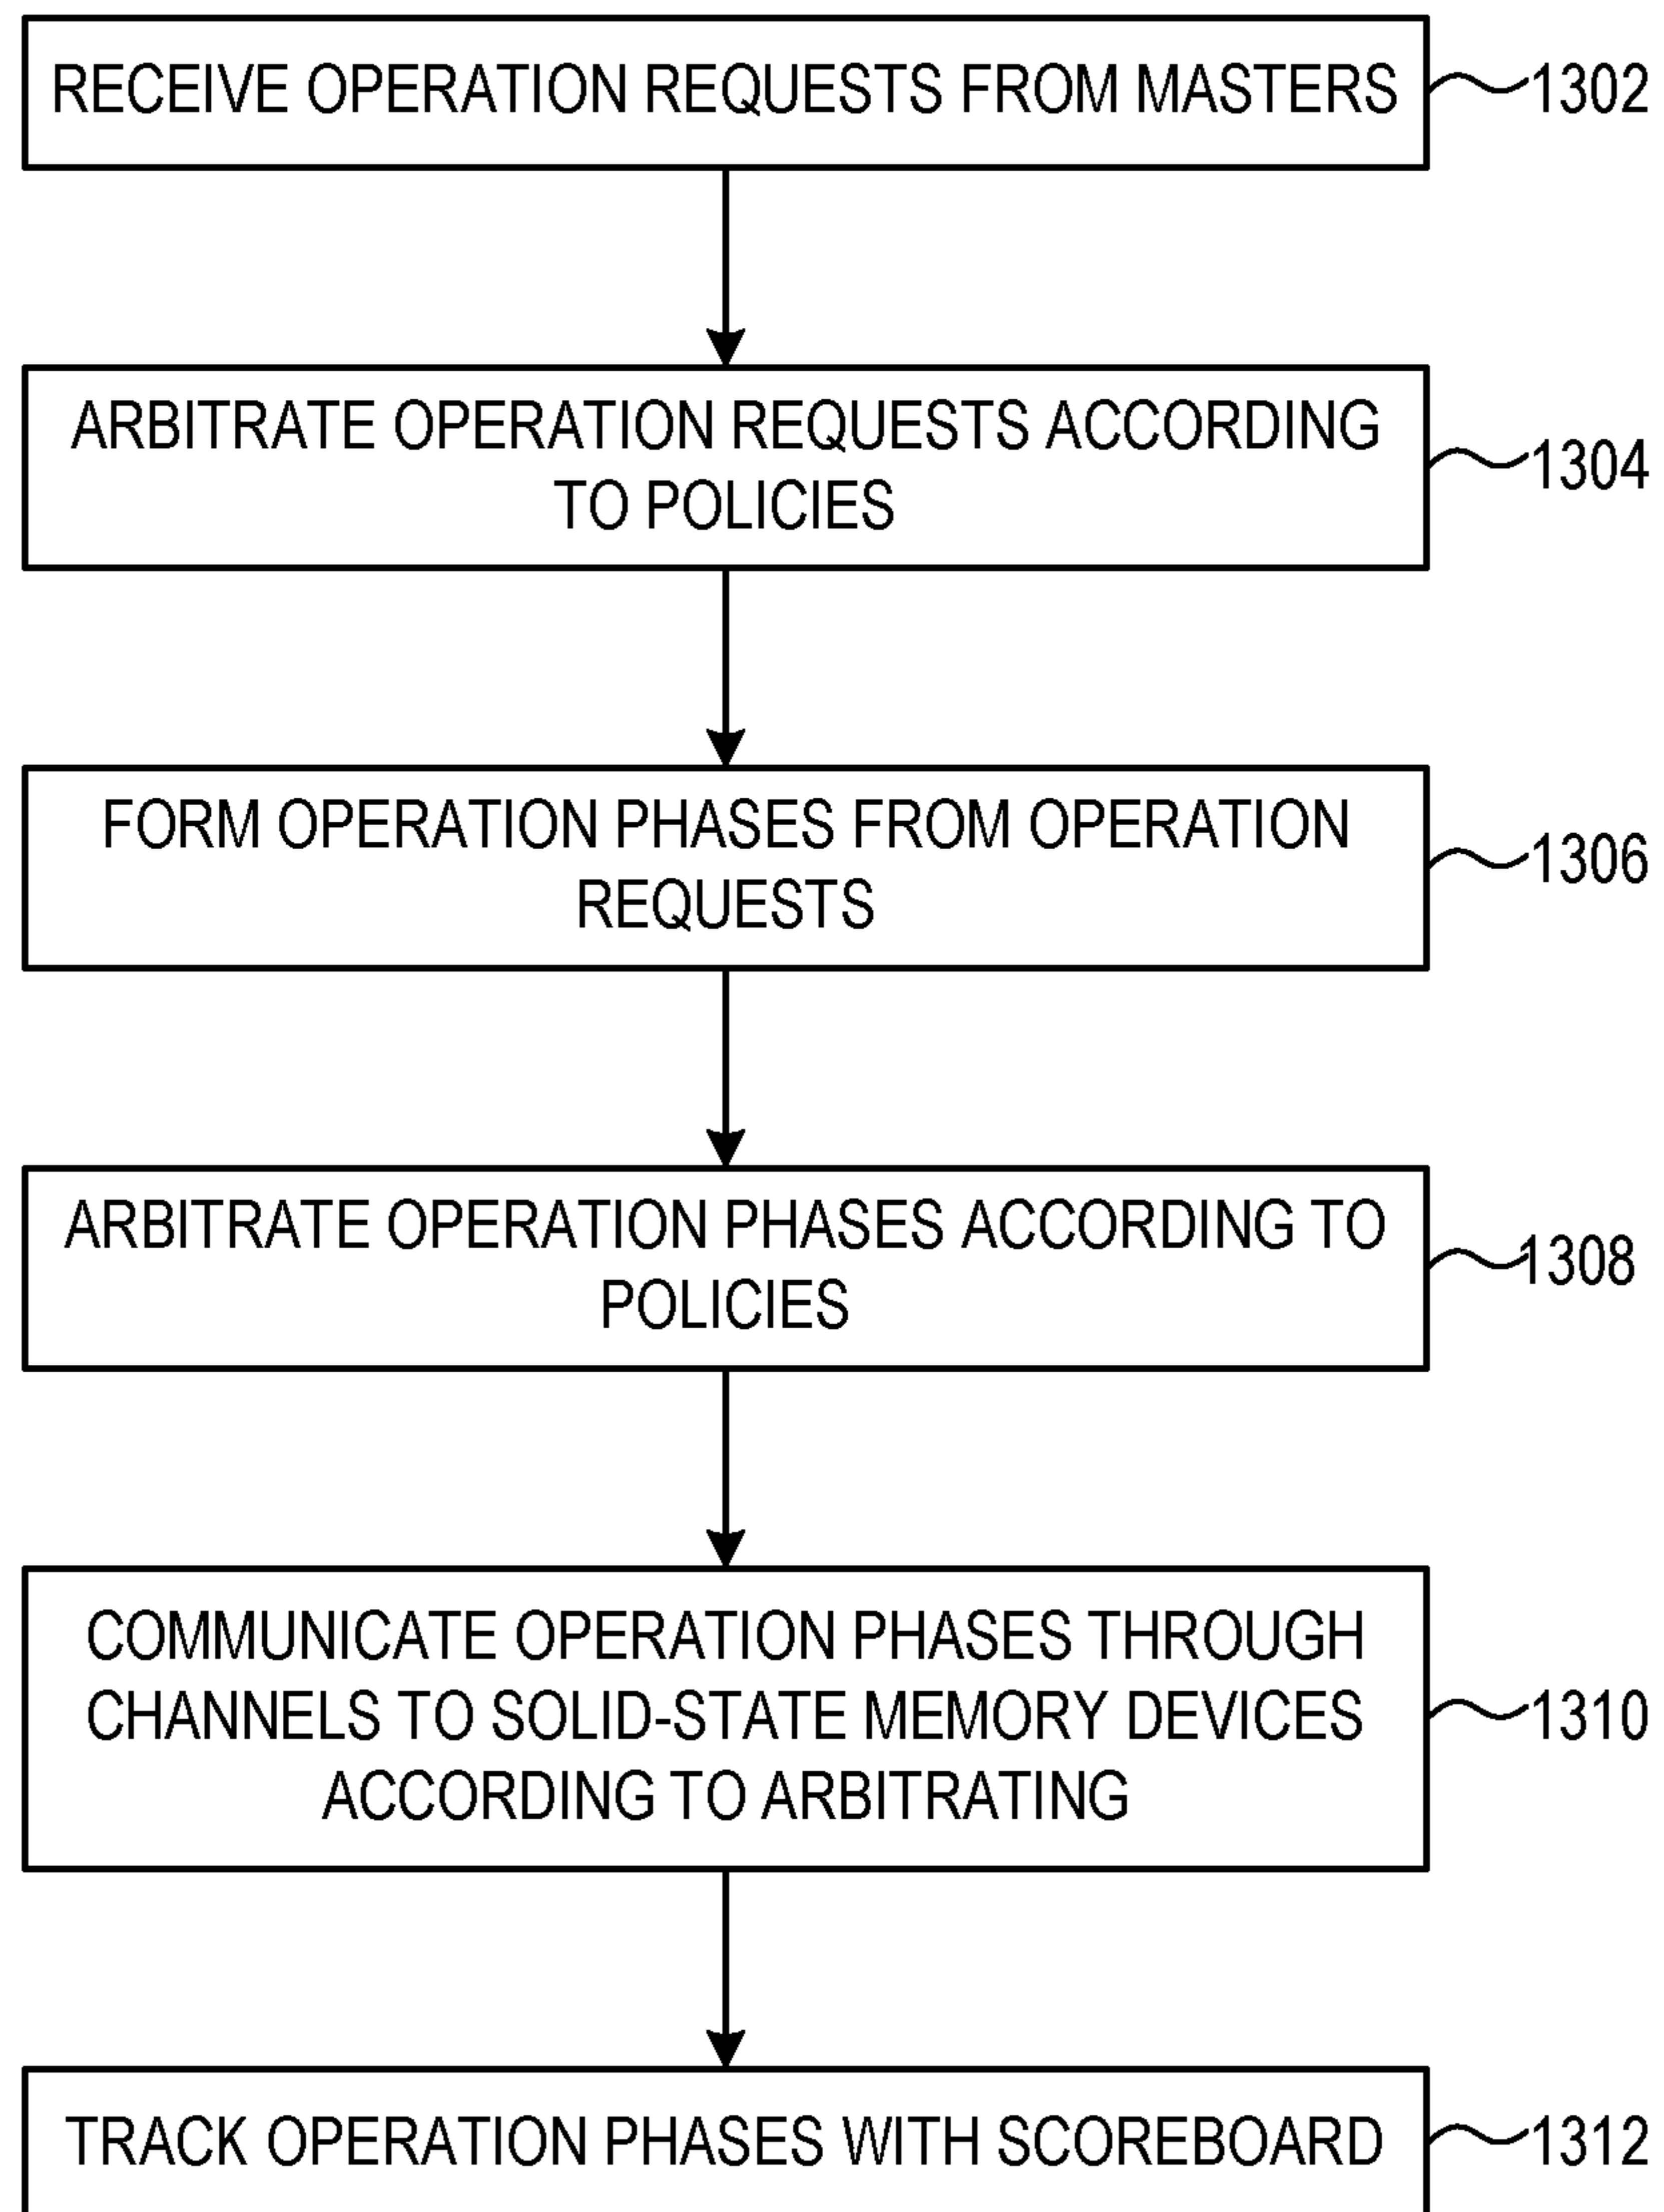 RECEIVE OPERATION REQUESTS FROM MASTERS
1302
ARBITRATE OPERATION REQUESTS ACCORDING
TO POLICIES
1304
FORM OPERATION PHASES FROM OPERATION
REQUESTS
1306
ARBITRATE OPERATION PHASES ACCORDING TO
POLICIES
1308
COMMUNICATE OPERATION PHASES THROUGH
CHANNELS TO SOLID-STATE MEMORY DEVICES
ACCORDING TO ARBITRATING
1310
TRACK OPERATION PHASES WITH SCOREBOARD
1312